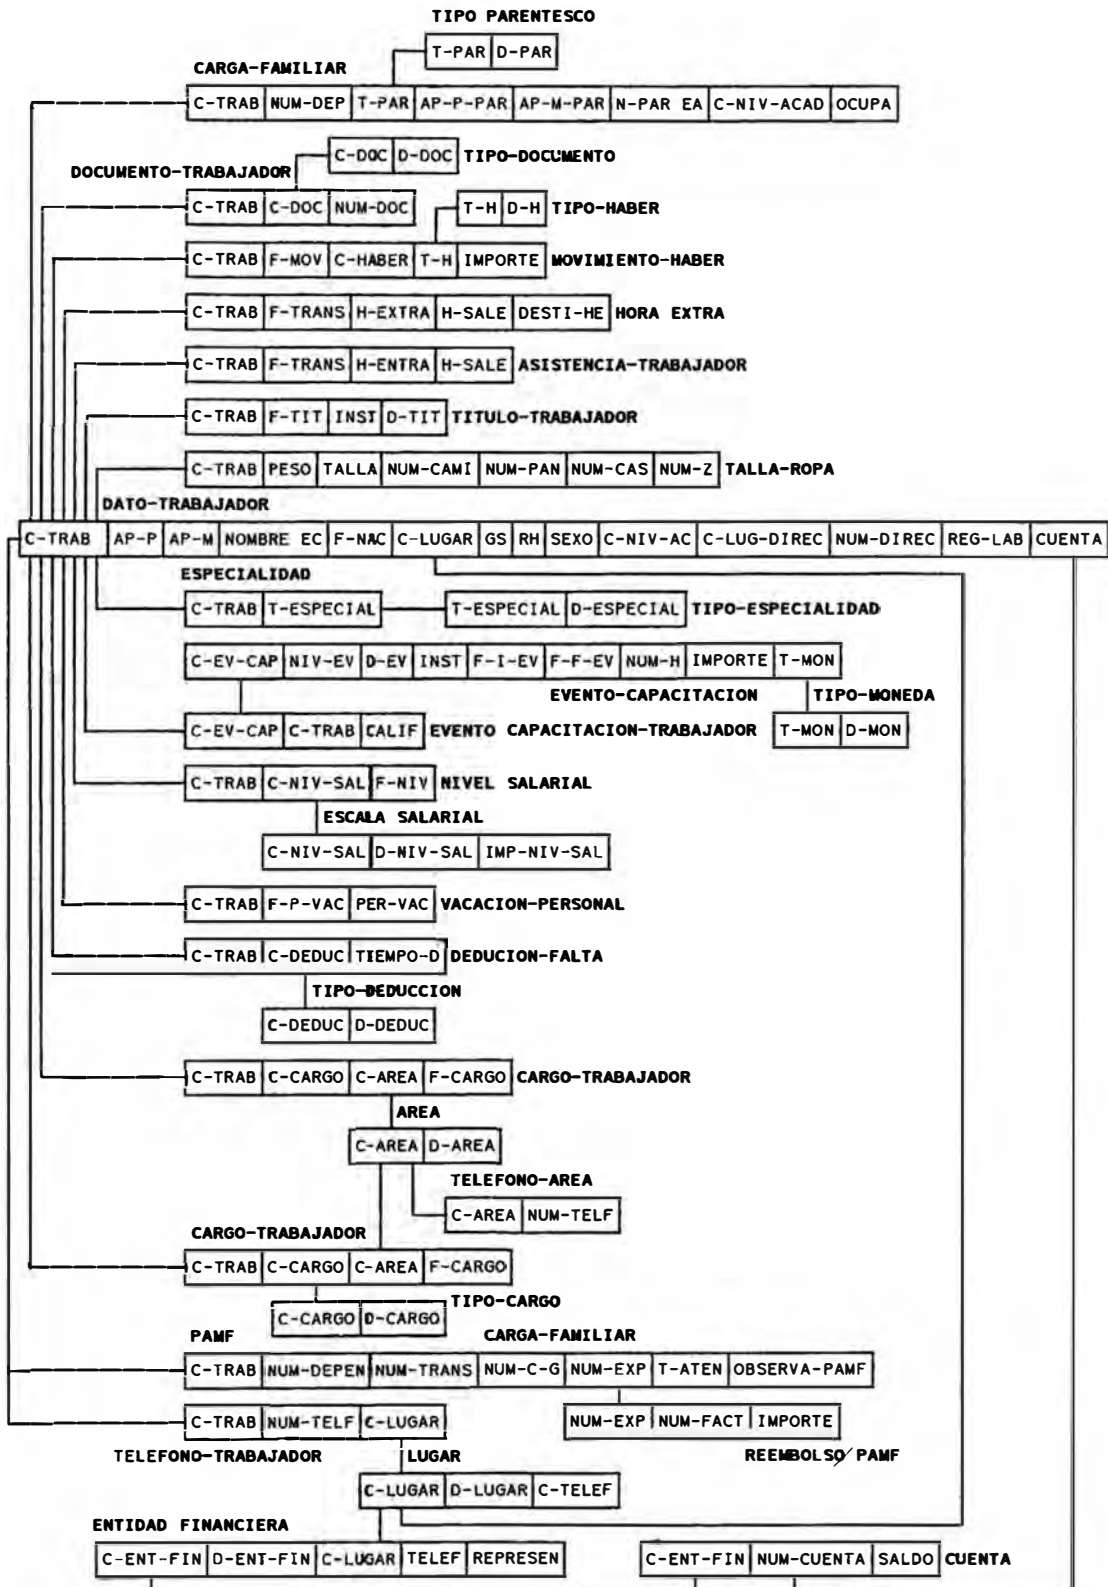 TIPO PARENTESCO
T-PAR D-PAR
CARGA-FAMILIAR
C-TRAB NUM-DEP T-PAR AP-P-PAR AP-M-PAR N-PAR EA C-NIV-ACAD OCUPA
C-DOC D-DOC TIPO-DOCUMENTO
DOCUMENTO-TRABAJADOR
C-TRAB C-DOC NUM-DOC
T-H D-H TIPO-HABER
C-TRAB F-MOV C-HABER T-H IMPORTE MOVIMIENTO-HABER
C-TRAB F-TRANS H-EXTRA H-SALE DESTI-HE HORA EXTRA
C-TRAB F-TRANS H-ENTRA H-SALE ASISTENCIA-TRABAJADOR
C-TRAB F-TIT INST D-TIT TITULO-TRABAJADOR
C-TRAB PESO TALLA NUM-CAMI NUM-PAN NUM-CAS NUM-Z TALLA-ROPA
DATO-TRABAJADOR
C-TRAB AP-P AP-M NOMBRE EC F-NAC C-LUGAR GS RH SEXO C-NIV-AC C-LUG-DIREC NUM-DIREC REG-LAB CUENTA
ESPECIALIDAD
C-TRAB T-ESPECIAL T-ESPECIAL D-ESPECIAL TIPO-ESPECIALIDAD
C-EV-CAP NIV-EV D-EV INST F-I-EV F-F-EV NUM-H IMPORTE T-MON
EVENTO-CAPACITACION TIPO-MONEDA
C-EV-CAP C-TRAB CALIF EVENTO CAPACITACION-TRABAJADOR T-MON D-MON
C-TRAB C-NIV-SAL F-NIV NIVEL SALARIAL
ESCALA SALARIAL
C-NIV-SAL D-NIV-SAL IMP-NIV-SAL
C-TRAB F-P-VAC PER-VAC VACACION-PERSONAL
C-TRAB C-DEDUC TIEMPO-D DEDUCION-FALTA
TIPO-DEDUCCION
C-DEDUC D-DEDUC
C-TRAB C-CARGO C-AREA F-CARGO CARGO-TRABAJADOR
AREA
C-AREA D-AREA
TELEFONO-AREA
C-AREA NUM-TELF
CARGO-TRABAJADOR
C-TRAB C-CARGO C-AREA F-CARGO
TIPO-CARGO
C-CARGO D-CARGO
PAMF CARGA-FAMILIAR
C-TRAB NUM-DEPEN NUM-TRANS NUM-C-G NUM-EXP T-ATEN OBSERVA-PAMF
C-TRAB NUM-TELF C-LUGAR NUM-EXP NUM-FACT IMPORTE
TELEFONO-TRABAJADOR LUGAR REEMBOLSO/PAMF
C-LUGAR D-LUGAR C-TELEF
ENTIDAD FINANCIERA
C-ENT-FIN D-ENT-FIN C-LUGAR TELEF REPRESEN C-ENT-FIN NUM-CUENTA SALDO CUENTA